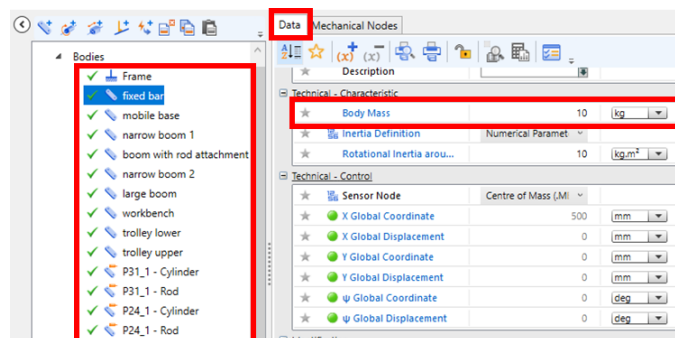 Data Mechanical Nodes
Bodies
Frame
fixed bar
mobile base
narrow boom 1
boom with rod attachment
narrow boom 2
large boom
workbench
trolley lower
trolley upper
P31_1 - Cylinder
P31_1 - Rod
P24_1 - Cylinder
P24_1 - Rod
Description
Technical - Characteristic
Body Mass 10 kg
Inertia Definition Numerical Paramet
Rotational Inertia arou... 10 kg.m²
Technical - Control
Sensor Node Centre of Mass (.MI
X Global Coordinate 500 mm
X Global Displacement 0 mm
Y Global Coordinate 0 mm
Y Global Displacement 0 mm
ψ Global Coordinate 0 deg
ψ Global Displacement 0 deg